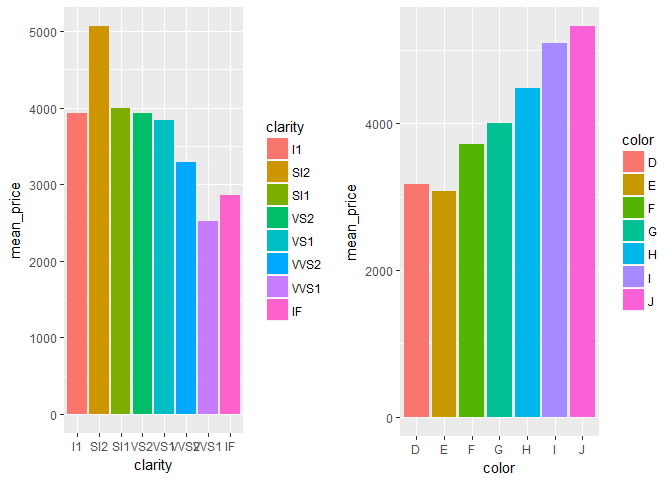 mean_price
5000
4000
3000
2000
1000
0
I1 SI2 SI1 VS2 VS1 VVS2 VVS1 IF
clarity
clarity
I1
SI2
SI1
VS2
VS1
VVS2
VVS1
IF
mean_price
4000
2000
0
D E F G H I J
color
color
D
E
F
G
H
I
J